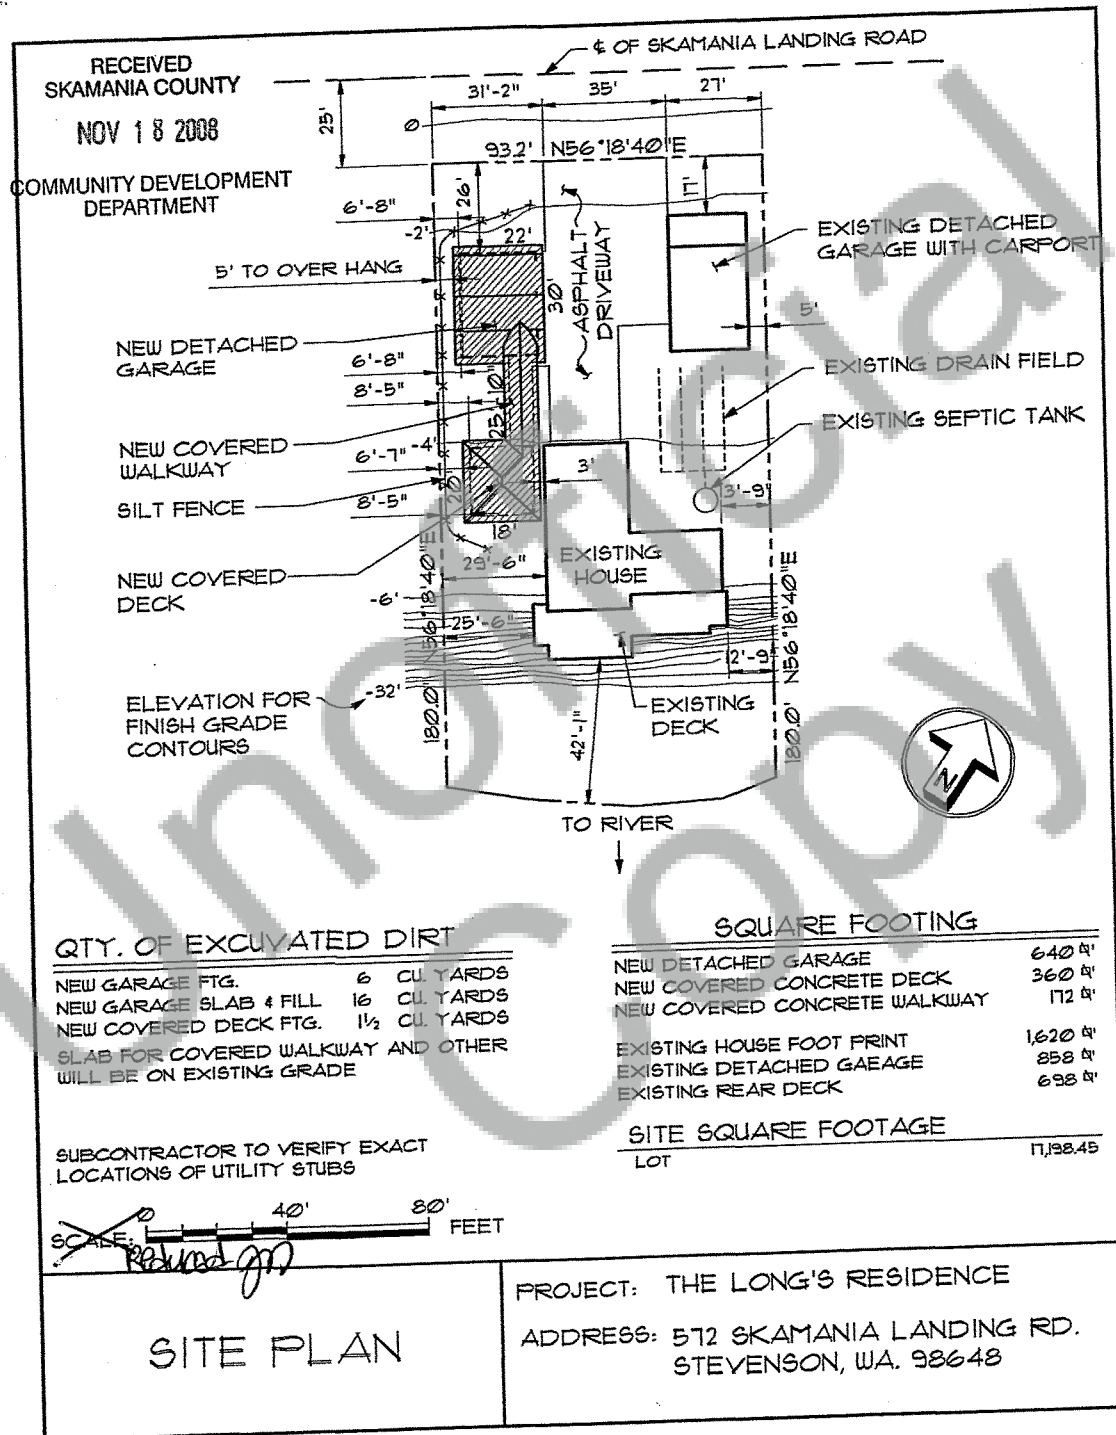 RECEIVED
SKAMANIA COUNTY
NOV 18 2008
COMMUNITY DEVELOPMENT
DEPARTMENT
℄ OF SKAMANIA LANDING ROAD
31'-2" 35' 27'
25'
0
93.2' N56°18'40"E
6'-8"
26'
17'
-2'
22'
5' TO OVER HANG
ASPHALT
DRIVEWAY
30'
EXISTING DETACHED
GARAGE WITH CARPORT
5'
NEW DETACHED
GARAGE
6'-8"
8'-5"
25'-10"
EXISTING DRAIN FIELD
EXISTING SEPTIC TANK
NEW COVERED
WALKWAY
-4'
6'-7"
3'
SILT FENCE
8'-5"
20'
18'
3'-9"
EXISTING
HOUSE
29'-6"
NEW COVERED
DECK
-6'
25'-6"
12'-9"
180.0' N56°18'40"E
180.0' N56°18'40"E
ELEVATION FOR
FINISH GRADE
CONTOURS
-32'
EXISTING
DECK
42'-1"
N
TO RIVER
QTY. OF EXCUVATED DIRT
NEW GARAGE FTG. 6 CU. YARDS
NEW GARAGE SLAB & FILL 16 CU. YARDS
NEW COVERED DECK FTG. 1½ CU. YARDS
SLAB FOR COVERED WALKWAY AND OTHER
WILL BE ON EXISTING GRADE
SQUARE FOOTING
NEW DETACHED GARAGE 640
NEW COVERED CONCRETE DECK 360
NEW COVERED CONCRETE WALKWAY 172
EXISTING HOUSE FOOT PRINT 1,620
EXISTING DETACHED GAEAGE 858
EXISTING REAR DECK 698
SITE SQUARE FOOTAGE
LOT 17,198.45
SUBCONTRACTOR TO VERIFY EXACT
LOCATIONS OF UTILITY STUBS
SCALE: 0 40' 80' FEET
Reduced
SITE PLAN
PROJECT: THE LONG'S RESIDENCE
ADDRESS: 572 SKAMANIA LANDING RD.
STEVENSON, WA. 98648
Unofficial
Copy